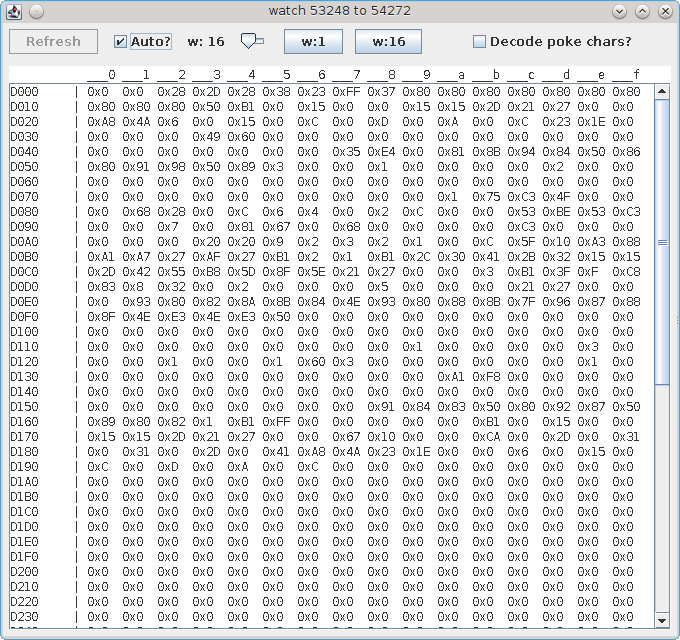 watch 53248 to 54272
Refresh Auto? w: 16 w:1 w:16 Decode poke chars?
___0 ___1 ___2 ___3 ___4 ___5 ___6 ___7 ___8 ___9 ___a ___b ___c ___d ___e ___f
D000 | 0x0 0x0 0x28 0x2D 0x28 0x38 0x23 0xFF 0x37 0x80 0x80 0x80 0x80 0x80 0x80 0x80
D010 | 0x80 0x80 0x80 0x50 0xB1 0x0 0x15 0x0 0x0 0x15 0x15 0x2D 0x21 0x27 0x0 0x0
D020 | 0xA8 0x4A 0x6 0x0 0x15 0x0 0xC 0x0 0xD 0x0 0xA 0x0 0xC 0x23 0x1E 0x0
D030 | 0x0 0x0 0x0 0x49 0x60 0x0 0x0 0x0 0x0 0x0 0x0 0x0 0x0 0x0 0x0 0x0
D040 | 0x0 0x0 0x0 0x0 0x0 0x0 0x0 0x35 0xE4 0x0 0x81 0x8B 0x94 0x84 0x50 0x86
D050 | 0x80 0x91 0x98 0x50 0x89 0x3 0x0 0x0 0x1 0x0 0x0 0x0 0x0 0x2 0x0 0x0
D060 | 0x0 0x0 0x0 0x0 0x0 0x0 0x0 0x0 0x0 0x0 0x0 0x0 0x0 0x0 0x0 0x0
D070 | 0x0 0x0 0x0 0x0 0x0 0x0 0x0 0x0 0x0 0x0 0x1 0x75 0xC3 0x4F 0x0 0x0
D080 | 0x0 0x68 0x28 0x0 0xC 0x6 0x4 0x0 0x2 0xC 0x0 0x0 0x53 0xBE 0x53 0xC3
D090 | 0x0 0x0 0x7 0x0 0x81 0x67 0x0 0x68 0x0 0x0 0x0 0x0 0xC3 0x0 0x0 0x0
D0A0 | 0x0 0x0 0x0 0x20 0x20 0x9 0x2 0x3 0x2 0x1 0x0 0xC 0x5F 0x10 0xA3 0x88
D0B0 | 0xA1 0xA7 0x27 0xAF 0x27 0xB1 0x2 0x1 0xB1 0x2C 0x30 0x41 0x2B 0x32 0x15 0x15
D0C0 | 0x2D 0x42 0x55 0xB8 0x5D 0x8F 0x5E 0x21 0x27 0x0 0x0 0x3 0xB1 0x3F 0xF 0xC8
D0D0 | 0x83 0x8 0x32 0x0 0x2 0x0 0x0 0x0 0x5 0x0 0x0 0x0 0x21 0x27 0x0 0x0
D0E0 | 0x0 0x93 0x80 0x82 0x8A 0x8B 0x84 0x4E 0x93 0x80 0x88 0x8B 0x7F 0x96 0x87 0x88
D0F0 | 0x8F 0x4E 0xE3 0x4E 0xE3 0x50 0x0 0x0 0x0 0x0 0x0 0x0 0x0 0x0 0x0 0x0
D100 | 0x0 0x0 0x0 0x0 0x0 0x0 0x0 0x0 0x0 0x0 0x0 0x0 0x0 0x0 0x0 0x0
D110 | 0x0 0x0 0x0 0x0 0x0 0x0 0x0 0x0 0x0 0x1 0x0 0x0 0x0 0x0 0x3 0x0
D120 | 0x0 0x0 0x1 0x0 0x0 0x1 0x60 0x3 0x0 0x0 0x0 0x0 0x0 0x0 0x1 0x0
D130 | 0x0 0x0 0x0 0x0 0x0 0x0 0x0 0x0 0x0 0x0 0xA1 0xF8 0x0 0x0 0x0 0x0
D140 | 0x0 0x0 0x0 0x0 0x0 0x0 0x0 0x0 0x0 0x0 0x0 0x0 0x0 0x0 0x0 0x0
D150 | 0x0 0x0 0x0 0x0 0x0 0x0 0x0 0x0 0x91 0x84 0x83 0x50 0x80 0x92 0x87 0x50
D160 | 0x89 0x80 0x82 0x1 0xB1 0xFF 0x0 0x0 0x0 0x0 0x0 0xB1 0x0 0x15 0x0 0x0
D170 | 0x15 0x15 0x2D 0x21 0x27 0x0 0x0 0x67 0x10 0x0 0x0 0xCA 0x0 0x2D 0x0 0x31
D180 | 0x0 0x31 0x0 0x2D 0x0 0x41 0xA8 0x4A 0x23 0x1E 0x0 0x0 0x6 0x0 0x15 0x0
D190 | 0xC 0x0 0xD 0x0 0xA 0x0 0xC 0x0 0x0 0x0 0x0 0x0 0x0 0x0 0x0 0x0
D1A0 | 0x0 0x0 0x0 0x0 0x0 0x0 0x0 0x0 0x0 0x0 0x0 0x0 0x0 0x0 0x0 0x0
D1B0 | 0x0 0x0 0x0 0x0 0x0 0x0 0x0 0x0 0x0 0x0 0x0 0x0 0x0 0x0 0x0 0x0
D1C0 | 0x0 0x0 0x0 0x0 0x0 0x0 0x0 0x0 0x0 0x0 0x0 0x0 0x0 0x0 0x0 0x0
D1D0 | 0x0 0x0 0x0 0x0 0x0 0x0 0x0 0x0 0x0 0x0 0x0 0x0 0x0 0x0 0x0 0x0
D1E0 | 0x0 0x0 0x0 0x0 0x0 0x0 0x0 0x0 0x0 0x0 0x0 0x0 0x0 0x0 0x0 0x0
D1F0 | 0x0 0x0 0x0 0x0 0x0 0x0 0x0 0x0 0x0 0x0 0x0 0x0 0x0 0x0 0x0 0x0
D200 | 0x0 0x0 0x0 0x0 0x0 0x0 0x0 0x0 0x0 0x0 0x0 0x0 0x0 0x0 0x0 0x0
D210 | 0x0 0x0 0x0 0x0 0x0 0x0 0x0 0x0 0x0 0x0 0x0 0x0 0x0 0x0 0x0 0x0
D220 | 0x0 0x0 0x0 0x0 0x0 0x0 0x0 0x0 0x0 0x0 0x0 0x0 0x0 0x0 0x0 0x0
D230 | 0x0 0x0 0x0 0x0 0x0 0x0 0x0 0x0 0x0 0x0 0x0 0x0 0x0 0x0 0x0 0x0